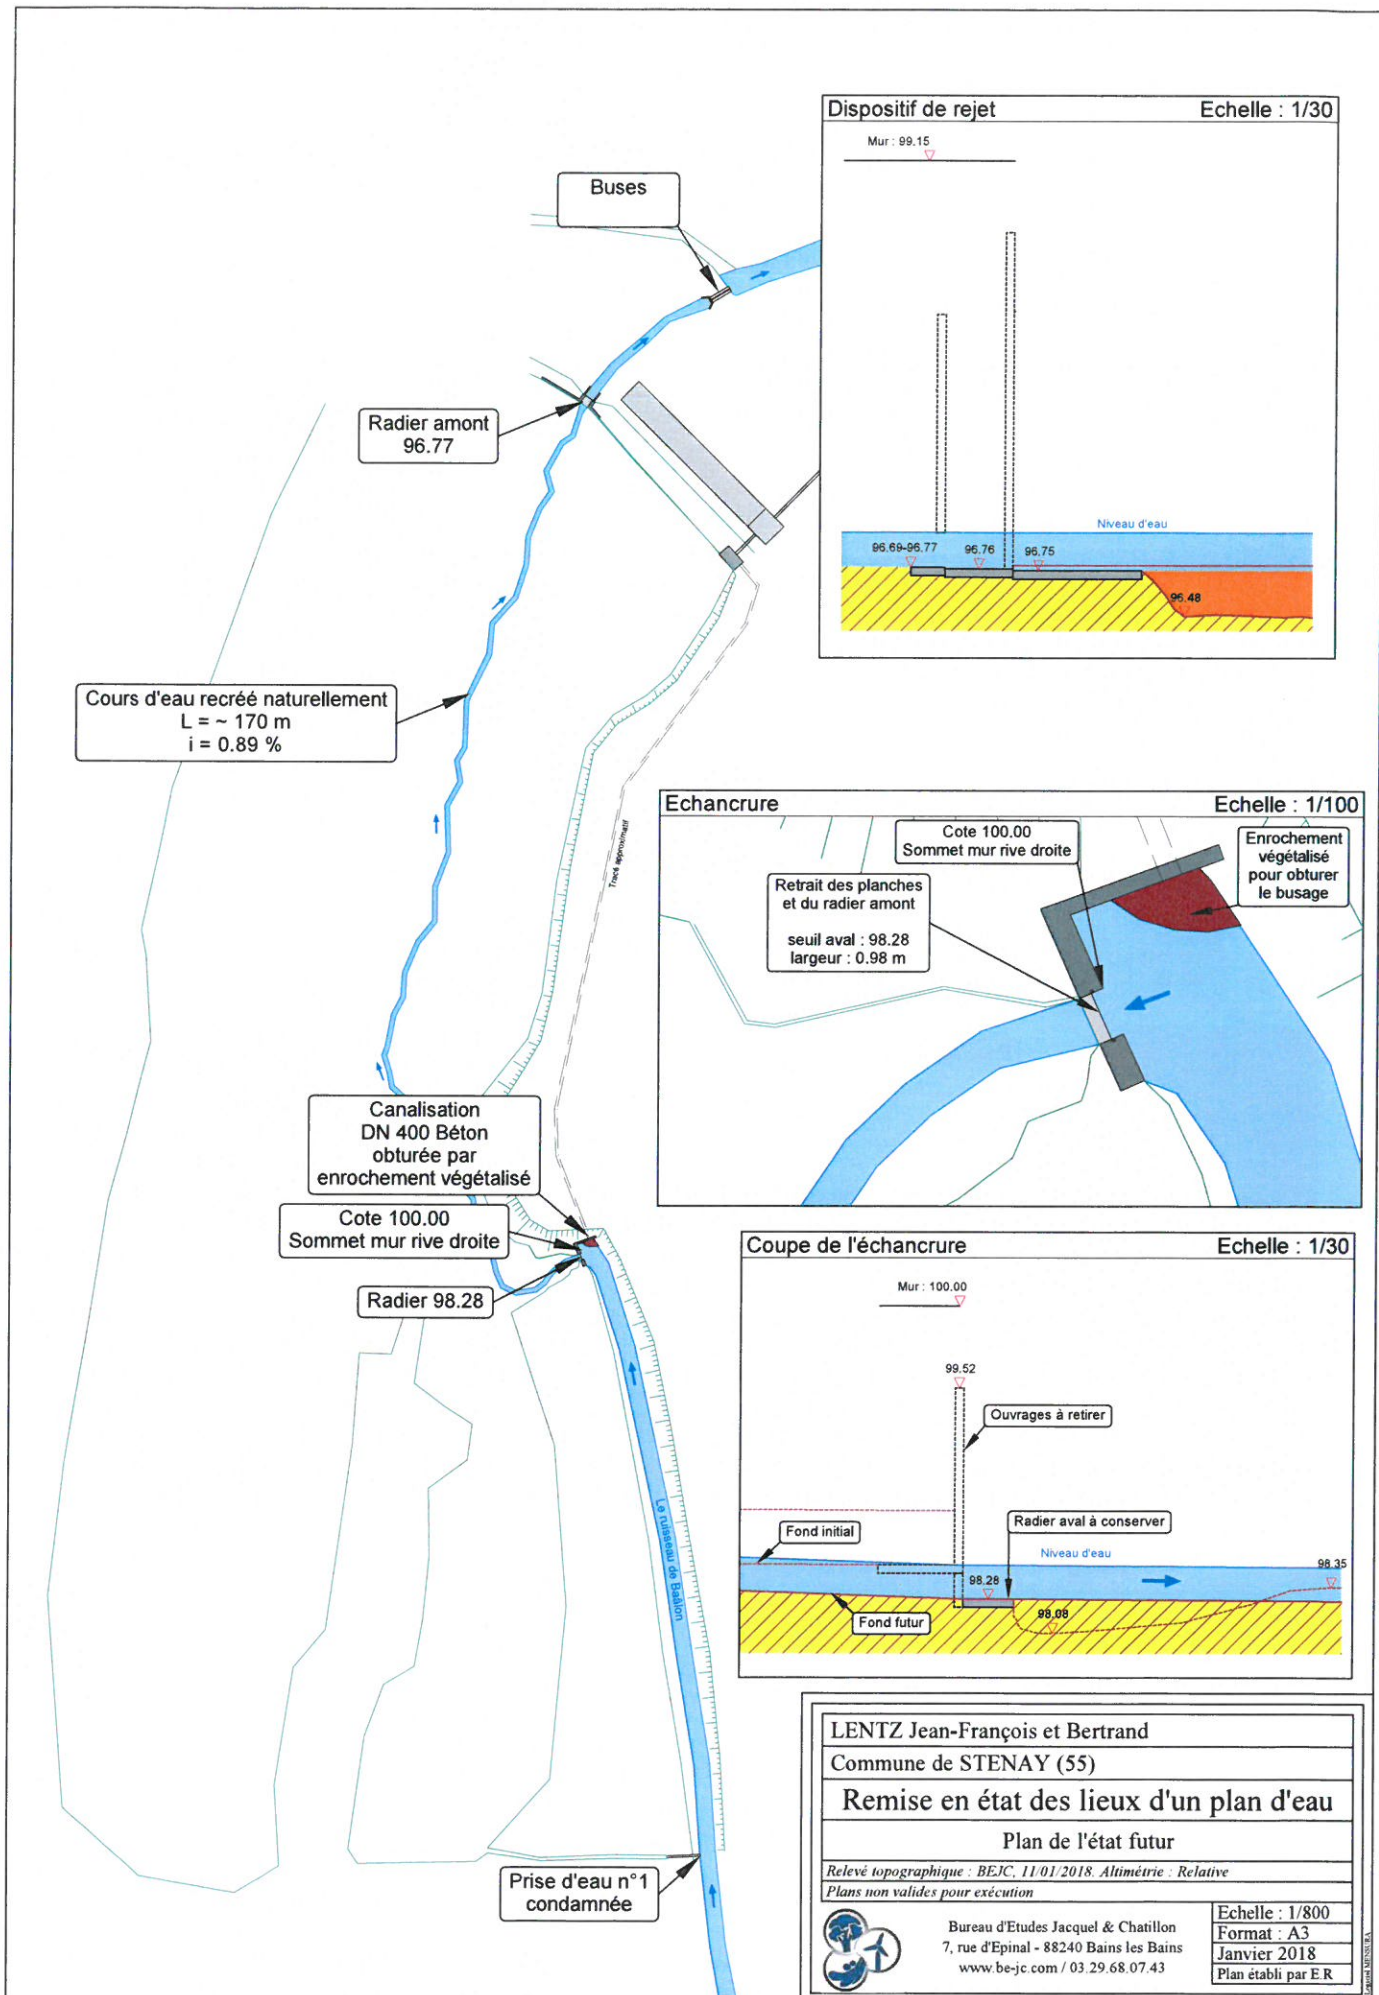 Dispositif de rejet Echelle : 1/30
Mur : 99.15
Niveau d'eau
96.69-96.77 96.76 96.75
96.48
Buses
Radier amont
96.77
Cours d'eau recréé naturellement
L = ~ 170 m
i = 0.89 %
Tracé approximatif
Echancrure Echelle : 1/100
Cote 100.00
Sommet mur rive droite
Enrochement
végétalisé
pour obturer
le busage
Retrait des planches
et du radier amont
seuil aval : 98.28
largeur : 0.98 m
Canalisation
DN 400 Béton
obturée par
enrochement végétalisé
Cote 100.00
Sommet mur rive droite
Radier 98.28
Le ruisseau de Baâlon
Coupe de l'échancrure Echelle : 1/30
Mur : 100.00
99.52
Ouvrages à retirer
Radier aval à conserver
Fond initial
Niveau d'eau
98.35
98.28
Fond futur
98.08
Prise d'eau n°1
condamnée
LENTZ Jean-François et Bertrand
Commune de STENAY (55)
Remise en état des lieux d'un plan d'eau
Plan de l'état futur
Relevé topographique : BEJC, 11/01/2018. Altimétrie : Relative
Plans non valides pour exécution
Bureau d'Etudes Jacquel & Chatillon
7, rue d'Epinal - 88240 Bains les Bains
www.be-jc.com / 03.29.68.07.43
Echelle : 1/800
Format : A3
Janvier 2018
Plan établi par E.R
Logiciel MENSURA